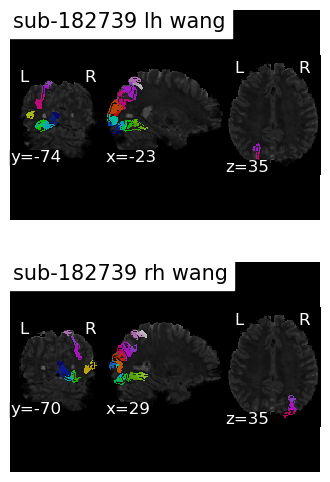 sub-182739 lh wang
L R
L R
y=-74
x=-23
z=35
sub-182739 rh wang
L R
L R
y=-70
x=29
z=35